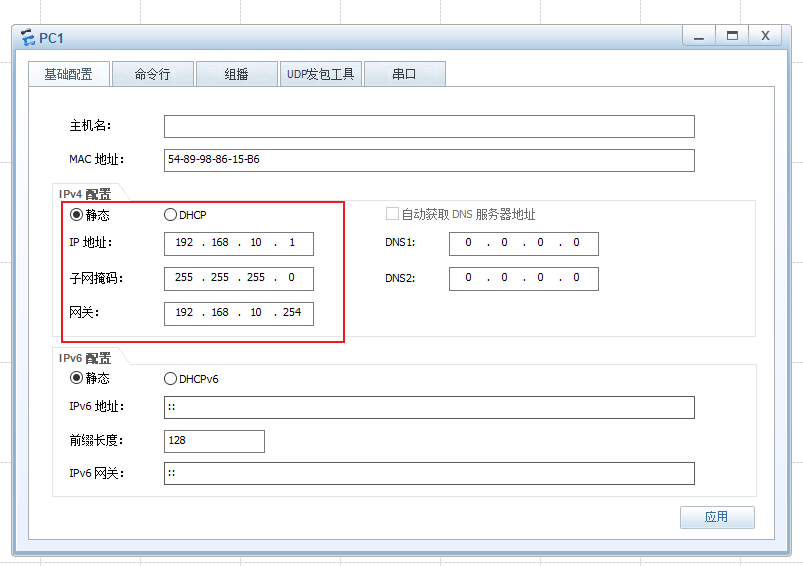 PC1
X
基础配置 命令行 组播 UDP发包工具 串口
主机名:
MAC 地址: 54-89-98-86-15-B6
IPv4 配置
静态 DHCP 自动获取 DNS 服务器地址
IP 地址: 192 . 168 . 10 . 1 DNS1: 0 . 0 . 0 . 0
子网掩码: 255 . 255 . 255 . 0 DNS2: 0 . 0 . 0 . 0
网关: 192 . 168 . 10 . 254
IPv6 配置
静态 DHCPv6
IPv6 地址: ::
前缀长度: 128
IPv6 网关: ::
应用